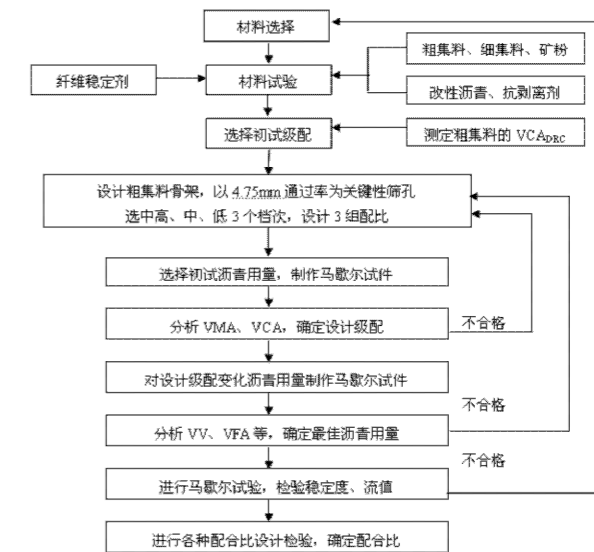 材料选择
粗集料、细集料、矿粉
纤维稳定剂
材料试验
改性沥青、抗剥离剂
选择初试级配
测定粗集料的 VCADRC
设计粗集料骨架，以 4.75mm 通过率为关键性筛孔
选中高、中、低 3 个档次，设计 3 组配比
选择初试沥青用量，制作马歇尔试件
分析 VMA、VCA，确定设计级配
不合格
对设计级配变化沥青用量制作马歇尔试件
不合格
分析 VV、VFA 等，确定最佳沥青用量
不合格
进行马歇尔试验，检验稳定度、流值
进行各种配合比设计检验，确定配合比